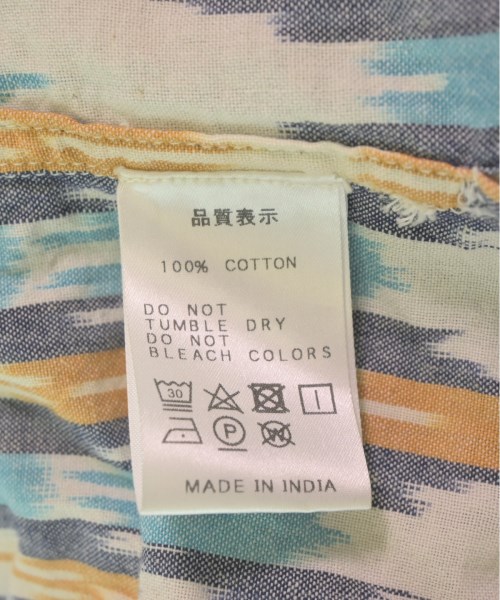 品質表示
100% COTTON
DO NOT
TUMBLE DRY
DO NOT
BLEACH COLORS
30
P
W
MADE IN INDIA